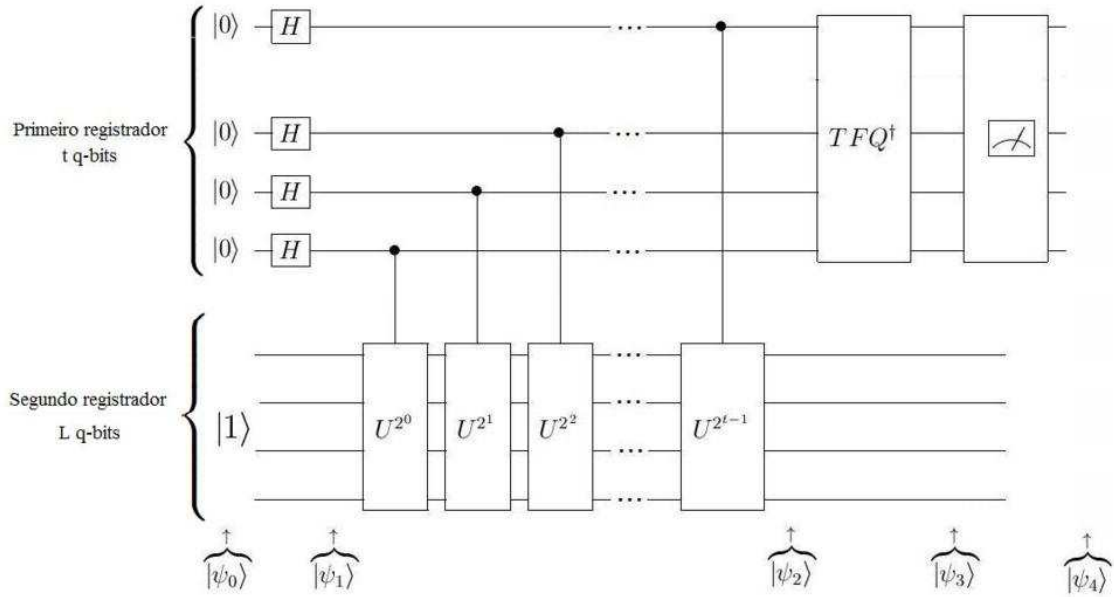 |0⟩ H ...
Primeiro registrador
t q-bits
|0⟩ H ...
|0⟩ H ...
|0⟩ H ...
TFQ†
Segundo registrador
L q-bits
|1⟩
...
...
...
...
U^{2^0} U^{2^1} U^{2^2} U^{2^{t-1}}
↑ ↑ ↑ ↑ ↑
|ψ₀⟩ |ψ₁⟩ |ψ₂⟩ |ψ₃⟩ |ψ₄⟩